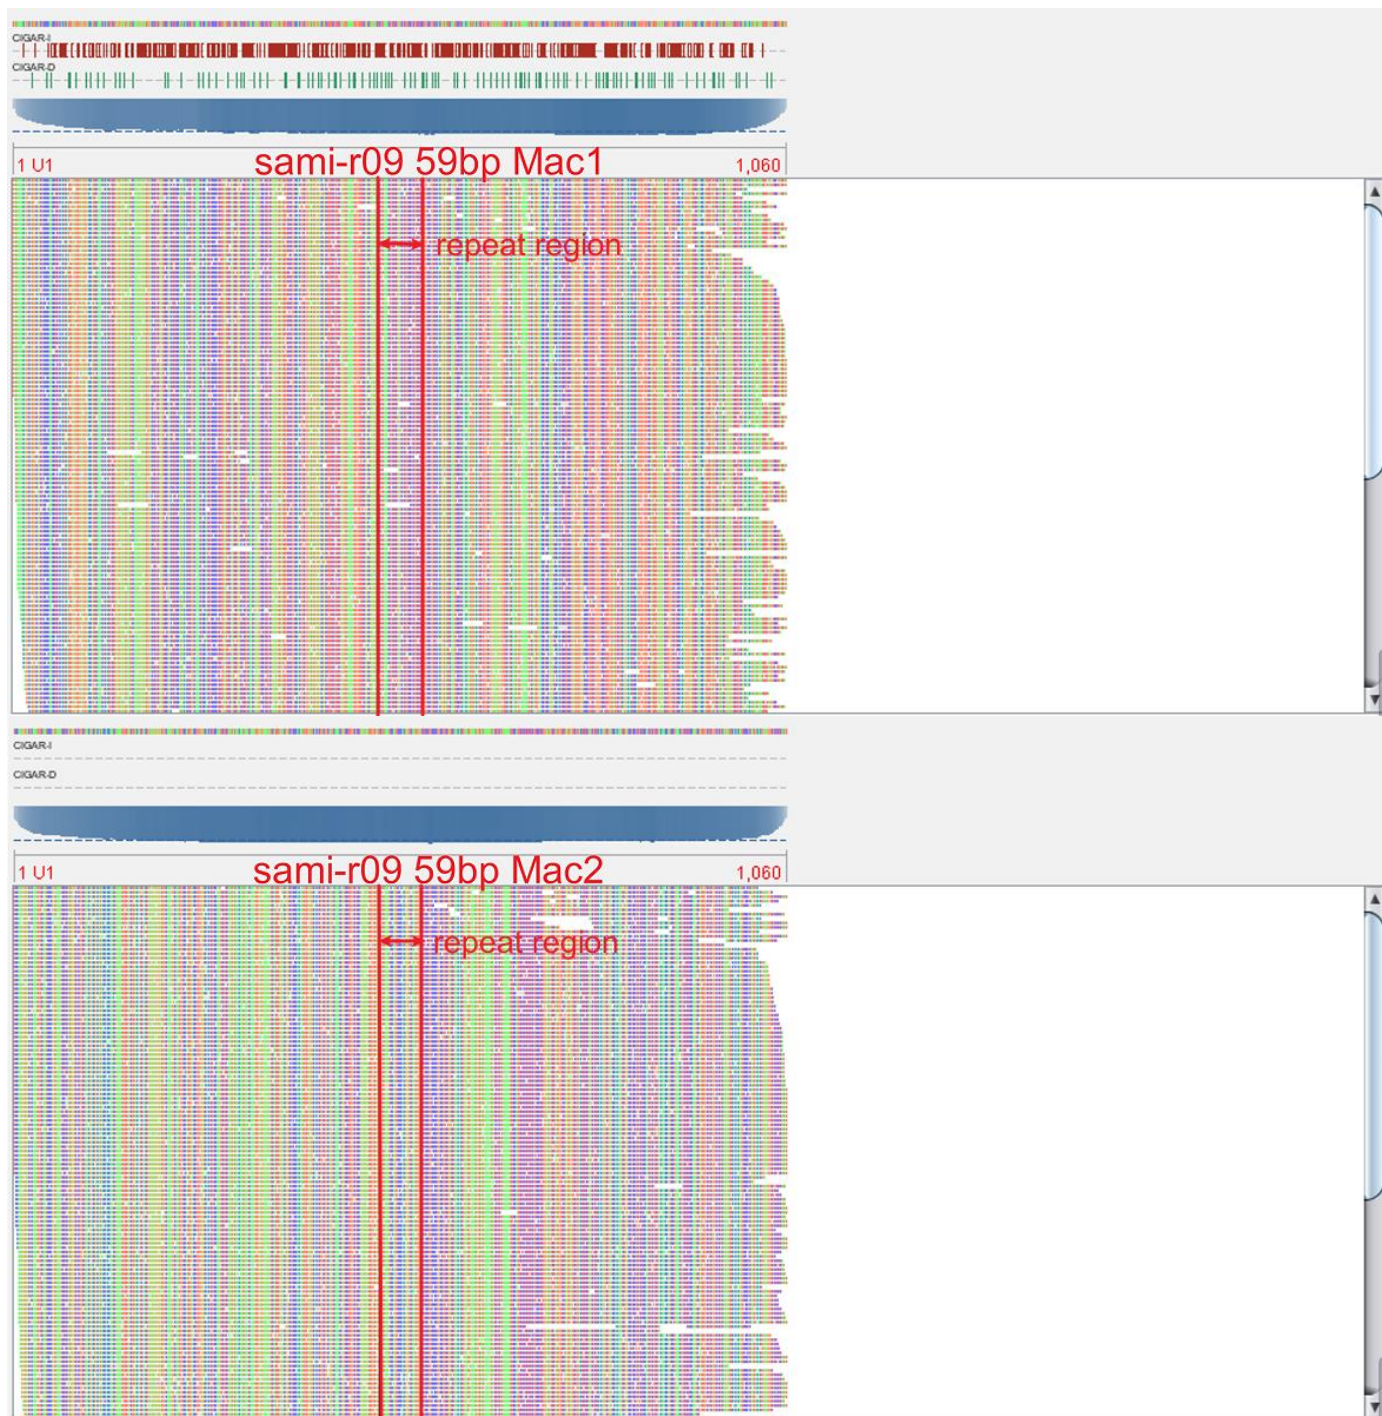 CIGAR-I
CIGAR-D
1 U1 sami-r09 59bp Mac1 1,060
repeat region
CIGAR-I
CIGAR-D
1 U1 sami-r09 59bp Mac2 1,060
repeat region